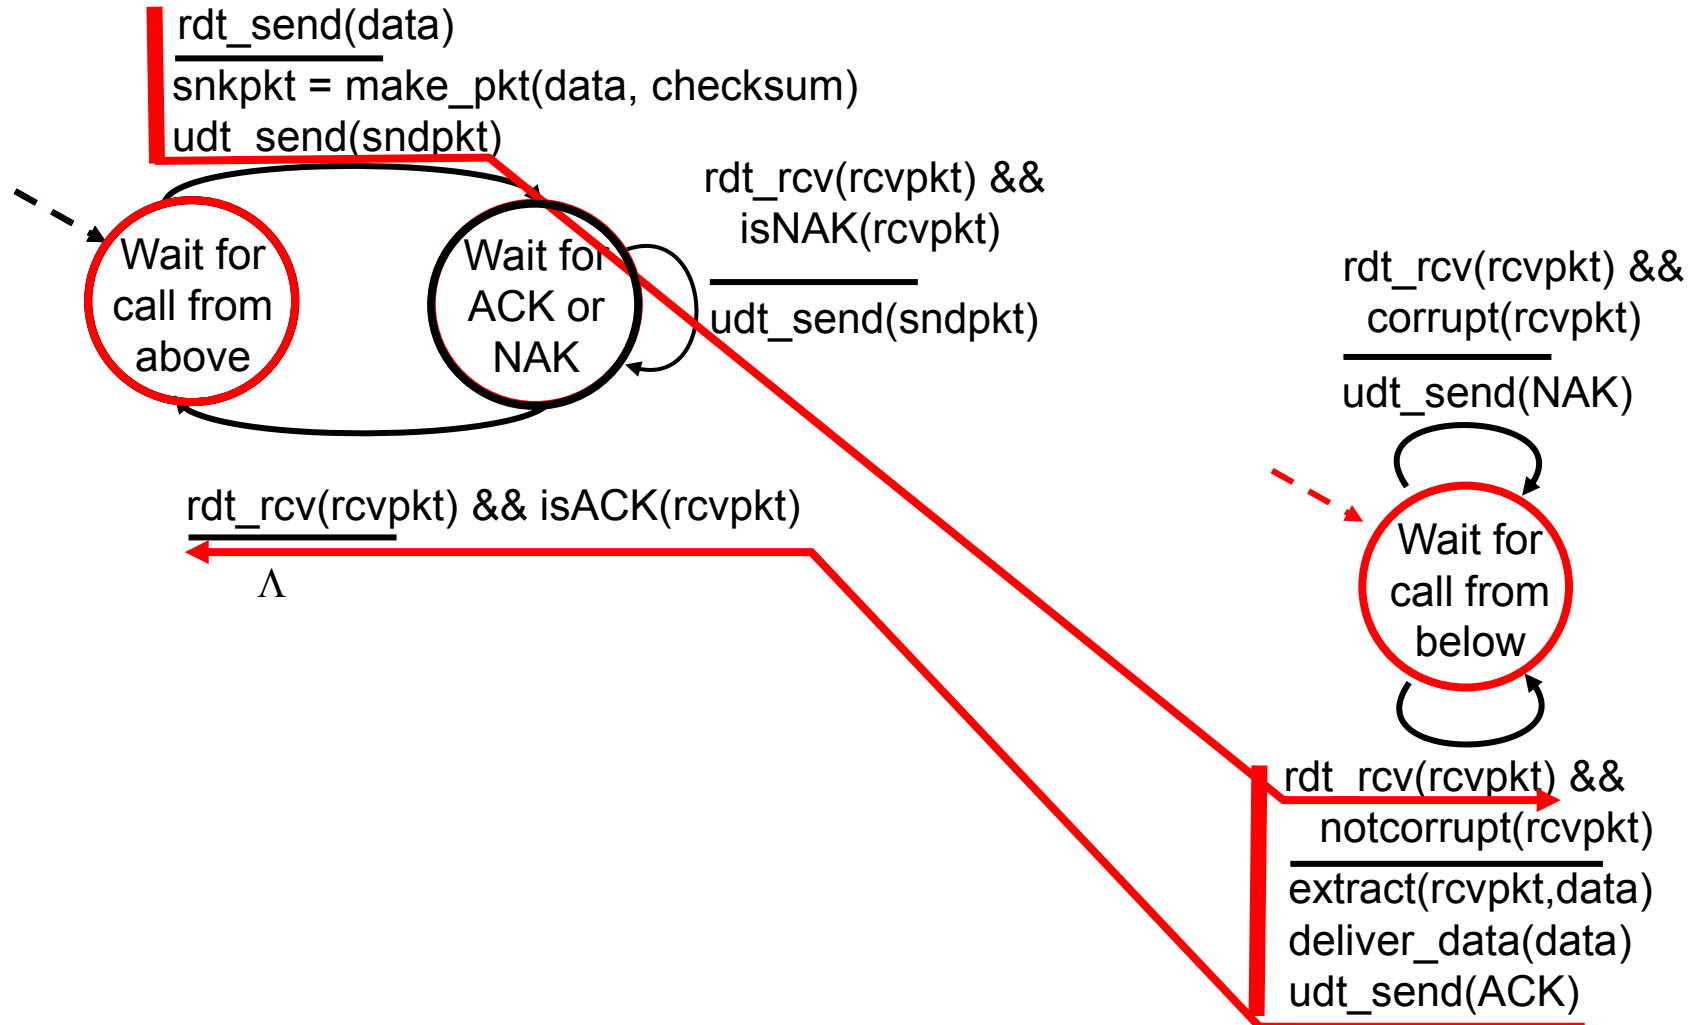 rdt_send(data)
snkpkt = make_pkt(data, checksum)
udt_send(sndpkt)
rdt_rcv(rcvpkt) &&
isNAK(rcvpkt)
udt_send(sndpkt)
Wait for
call from
above
Wait for
ACK or
NAK
rdt_rcv(rcvpkt) && isACK(rcvpkt)
Λ
rdt_rcv(rcvpkt) &&
corrupt(rcvpkt)
udt_send(NAK)
Wait for
call from
below
rdt_rcv(rcvpkt) &&
notcorrupt(rcvpkt)
extract(rcvpkt,data)
deliver_data(data)
udt_send(ACK)